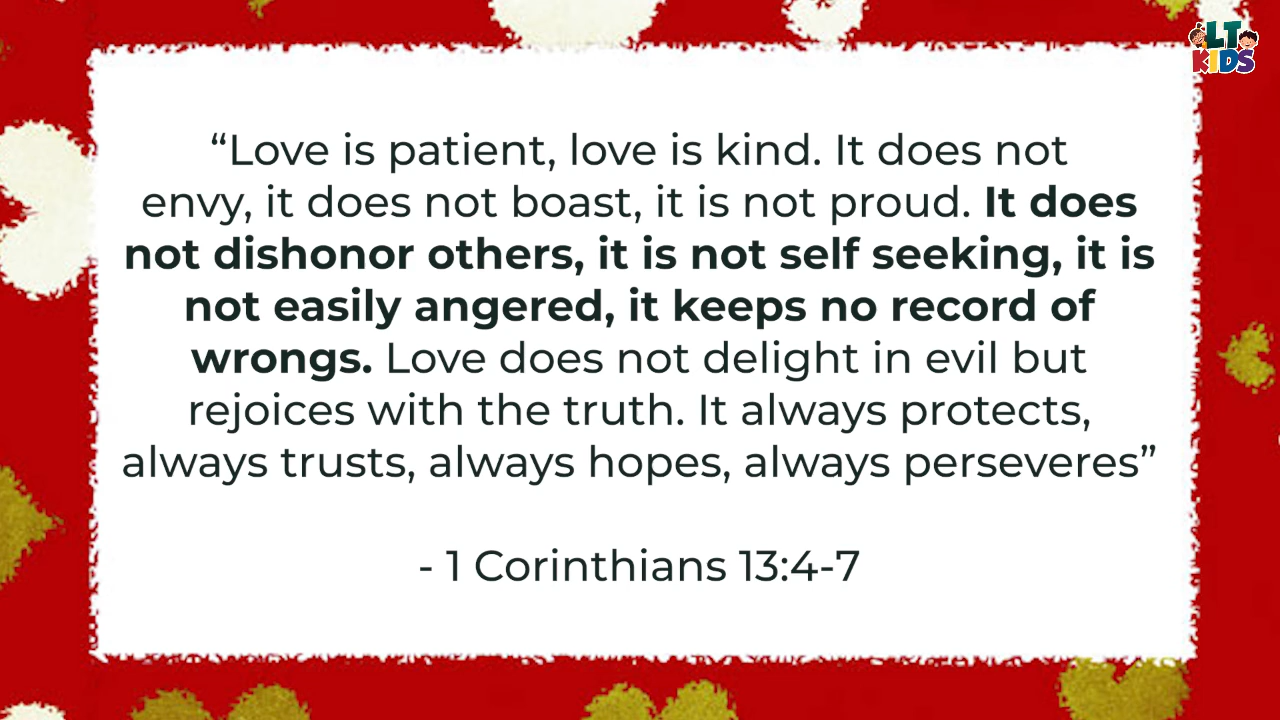 LT
KIDS
“Love is patient, love is kind. It does not
envy, it does not boast, it is not proud. It does
not dishonor others, it is not self seeking, it is
not easily angered, it keeps no record of
wrongs. Love does not delight in evil but
rejoices with the truth. It always protects,
always trusts, always hopes, always perseveres”
- 1 Corinthians 13:4-7